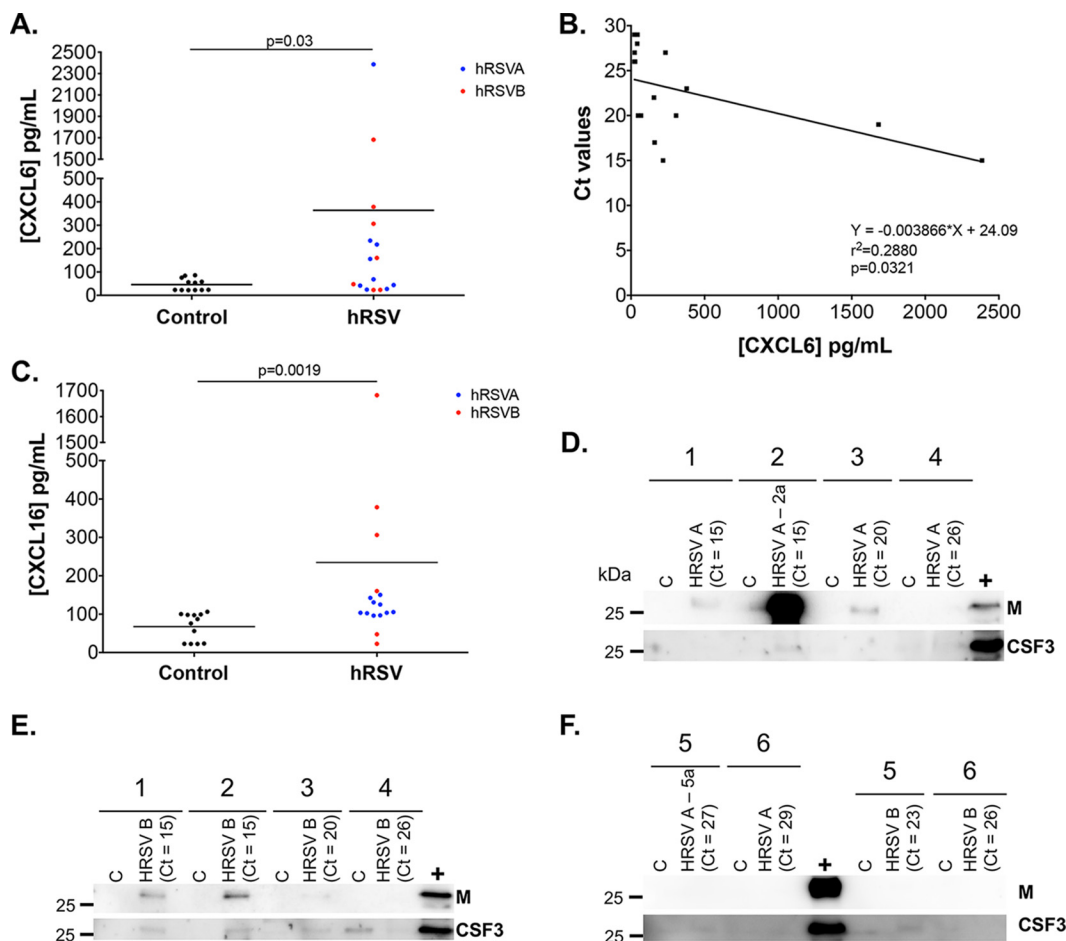 A.
p=0.03
2500
2300
2100
1900
1700
1500
500
400
300
200
100
0
[CXCL6] pg/mL
Control
hRSV
hRSVA
hRSVB
B.
30
25
20
15
10
5
0
Ct values
0
500
1000
1500
2000
2500
[CXCL6] pg/mL
Y = -0.003866*X + 24.09
r²=0.2880
p=0.0321
C.
p=0.0019
1700
1600
1500
500
400
300
200
100
0
[CXCL16] pg/mL
Control
hRSV
hRSVA
hRSVB
D.
1
2
3
4
C
HRSV A
(Ct = 15)
C
HRSV A – 2a
(Ct = 15)
C
HRSV A
(Ct = 20)
C
HRSV A
(Ct = 26)
+
kDa
25
M
25
CSF3
E.
1
2
3
4
C
HRSV B
(Ct = 15)
C
HRSV B
(Ct = 15)
C
HRSV B
(Ct = 20)
C
HRSV B
(Ct = 26)
+
25
M
25
CSF3
F.
5
6
5
6
C
HRSV A – 5a
(Ct = 27)
C
HRSV A
(Ct = 29)
+
C
HRSV B
(Ct = 23)
C
HRSV B
(Ct = 26)
25
M
25
CSF3